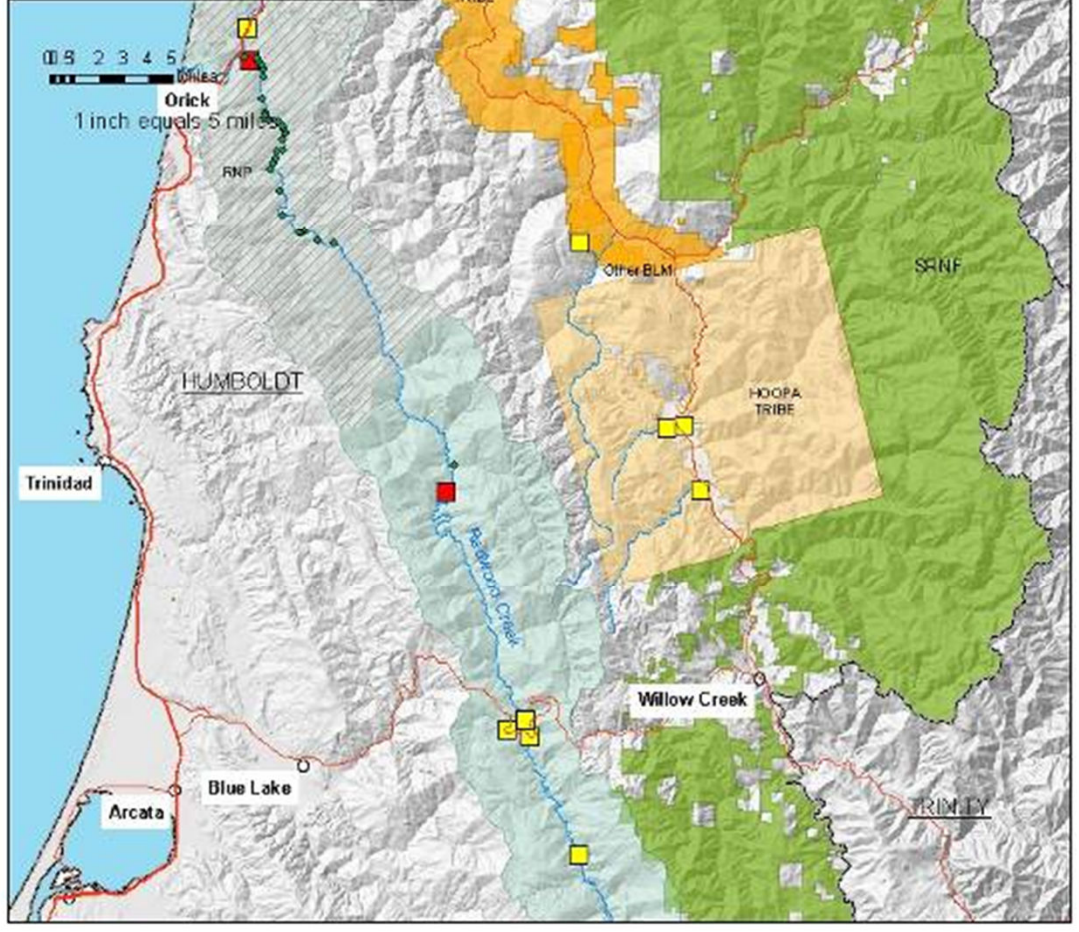 0 .5 1 2 3 4 5
Miles
Orick
1 inch equals 5 miles
RNP
Other BLM
SRNF
HUMBOLDT
HOOPA
TRIBE
Trinidad
Redwood Creek
Willow Creek
Blue Lake
Arcata
TRINITY